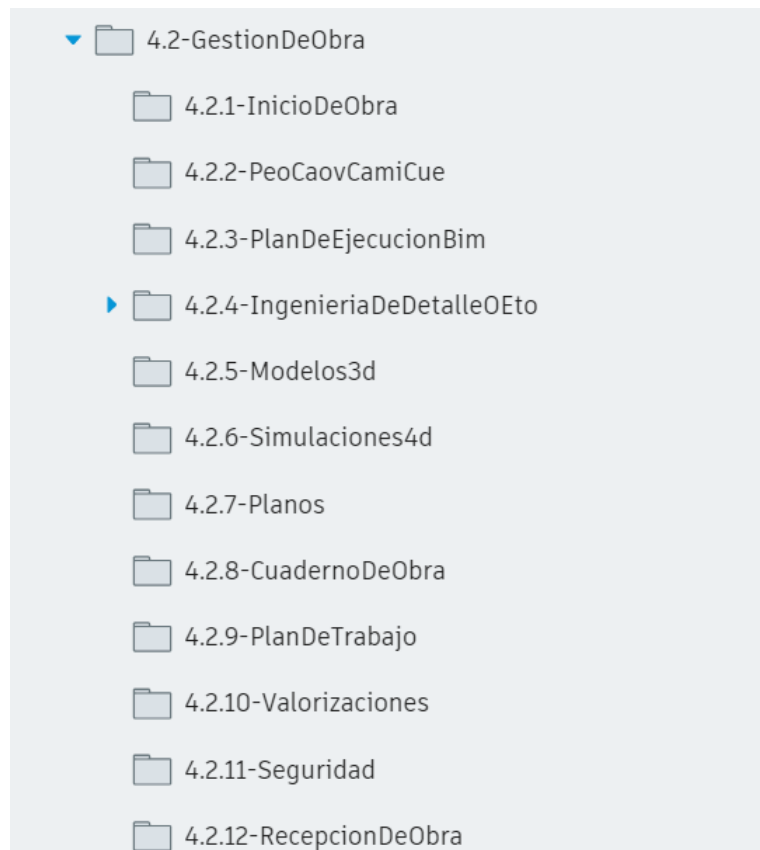 4.2-GestionDeObra
4.2.1-InicioDeObra
4.2.2-PeoCaovCamiCue
4.2.3-PlanDeEjecucionBim
4.2.4-IngenieriaDeDetalleOEto
4.2.5-Modelos3d
4.2.6-Simulaciones4d
4.2.7-Planos
4.2.8-CuadernoDeObra
4.2.9-PlanDeTrabajo
4.2.10-Valorizaciones
4.2.11-Seguridad
4.2.12-RecepcionDeObra